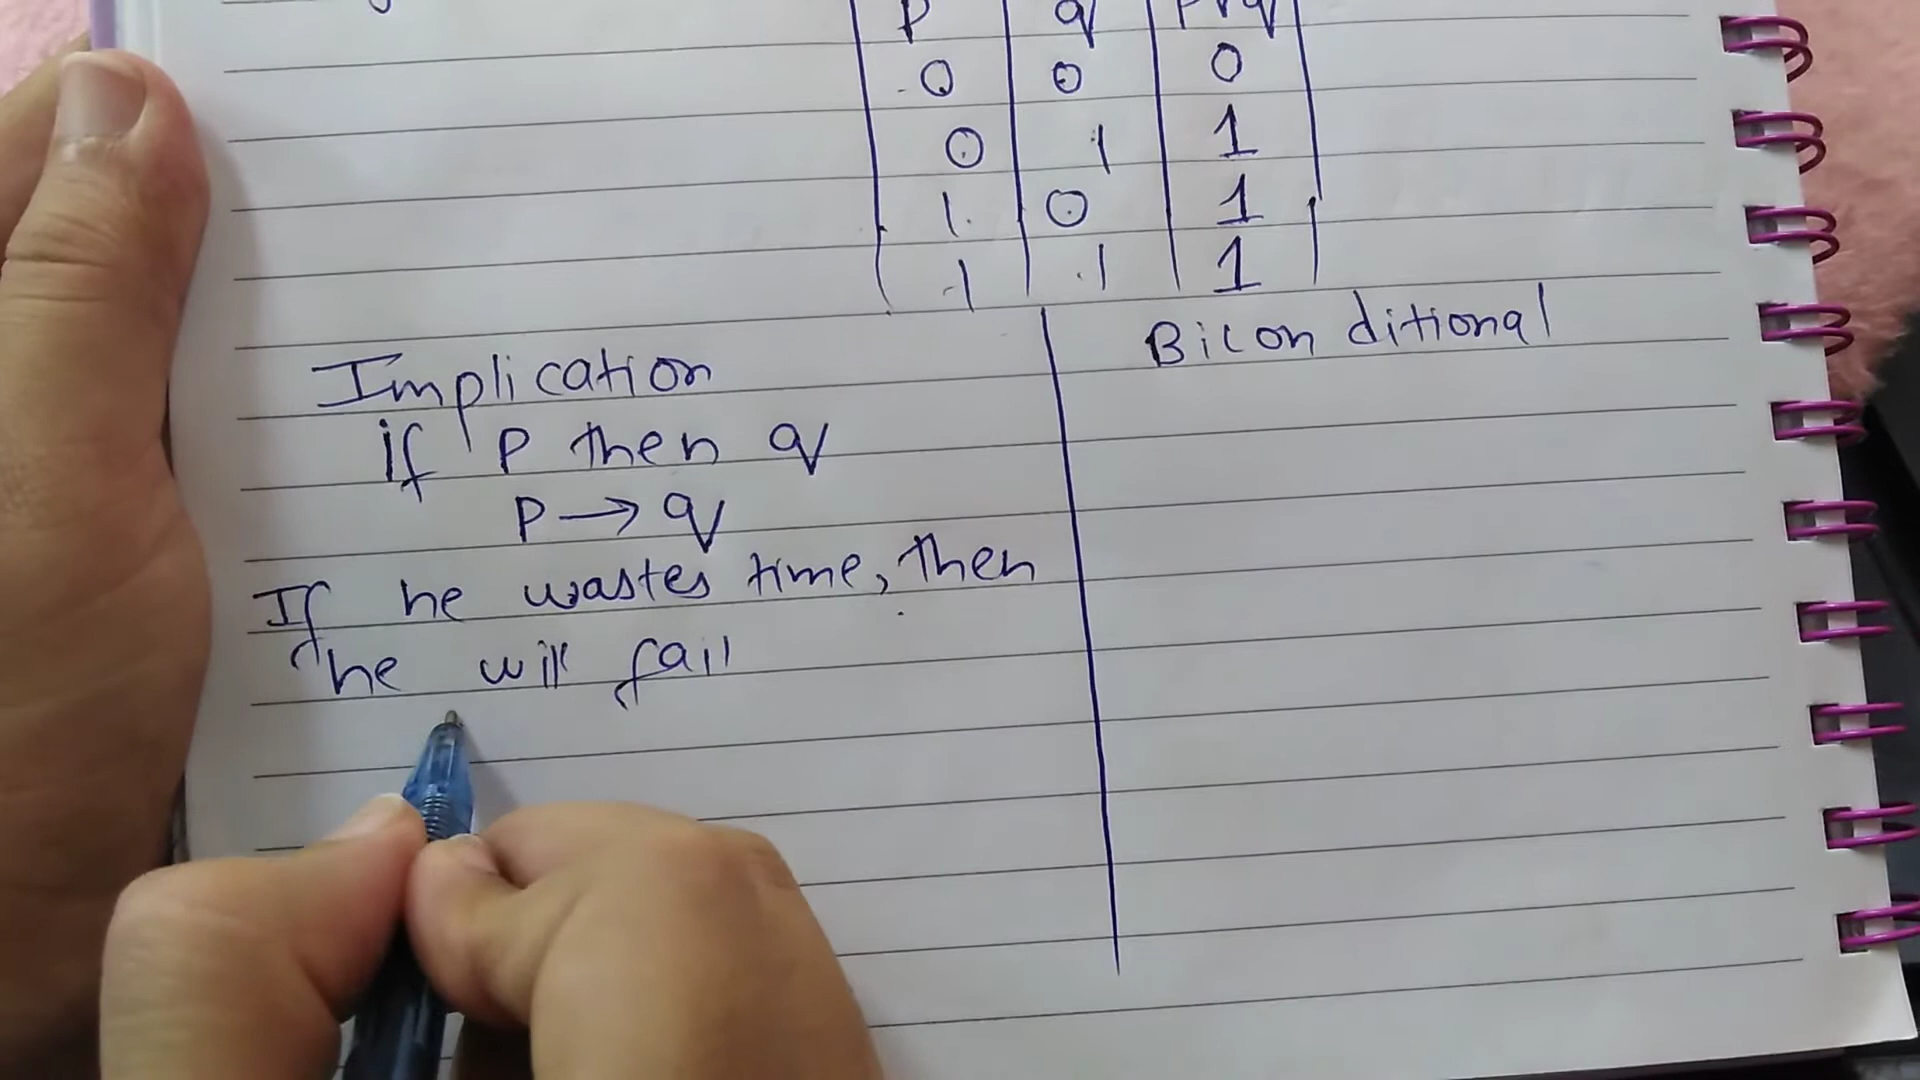 P q P∨q
0 0 0
0 1 1
1 0 1
1 1 1
Implication
if P then q
P → q
If he wastes time, then
he will fail
Biconditional